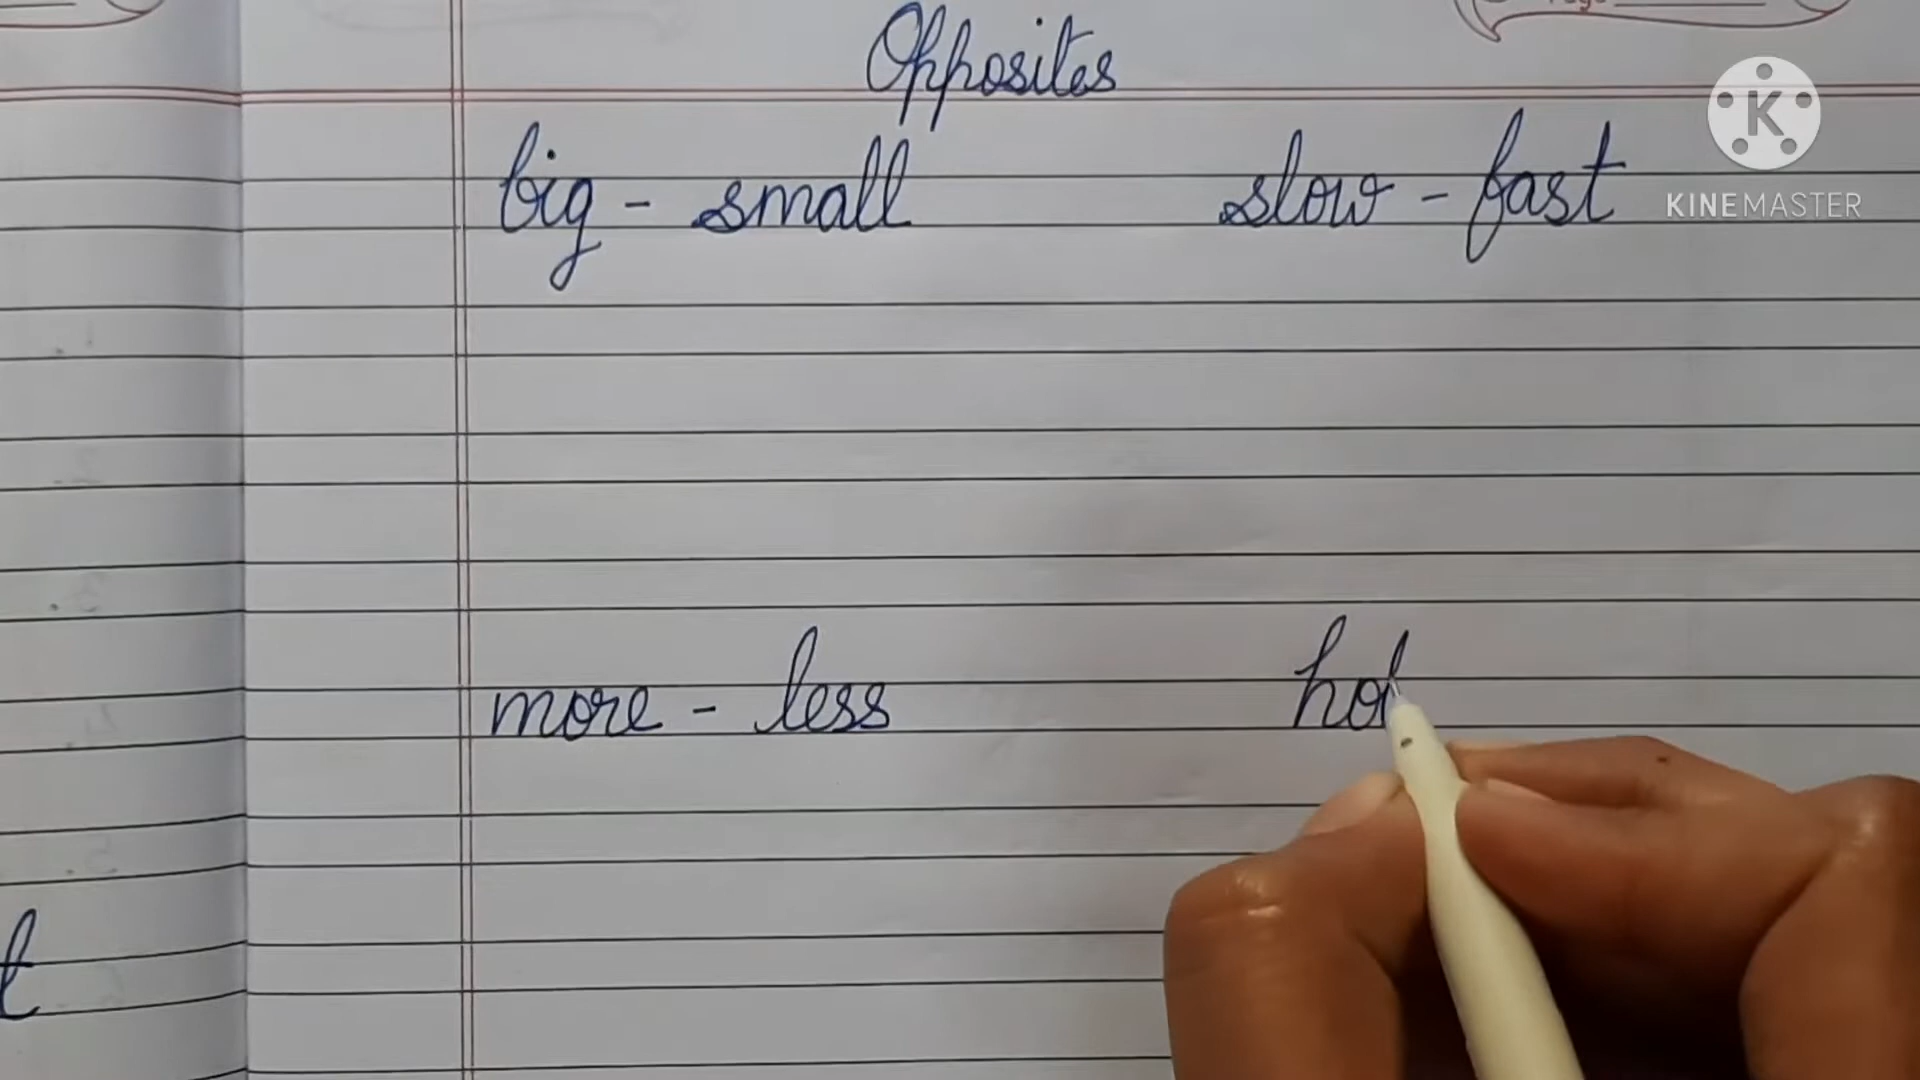 Opposites
big - small slow - fast
K
KINEMASTER
more - less hot
t